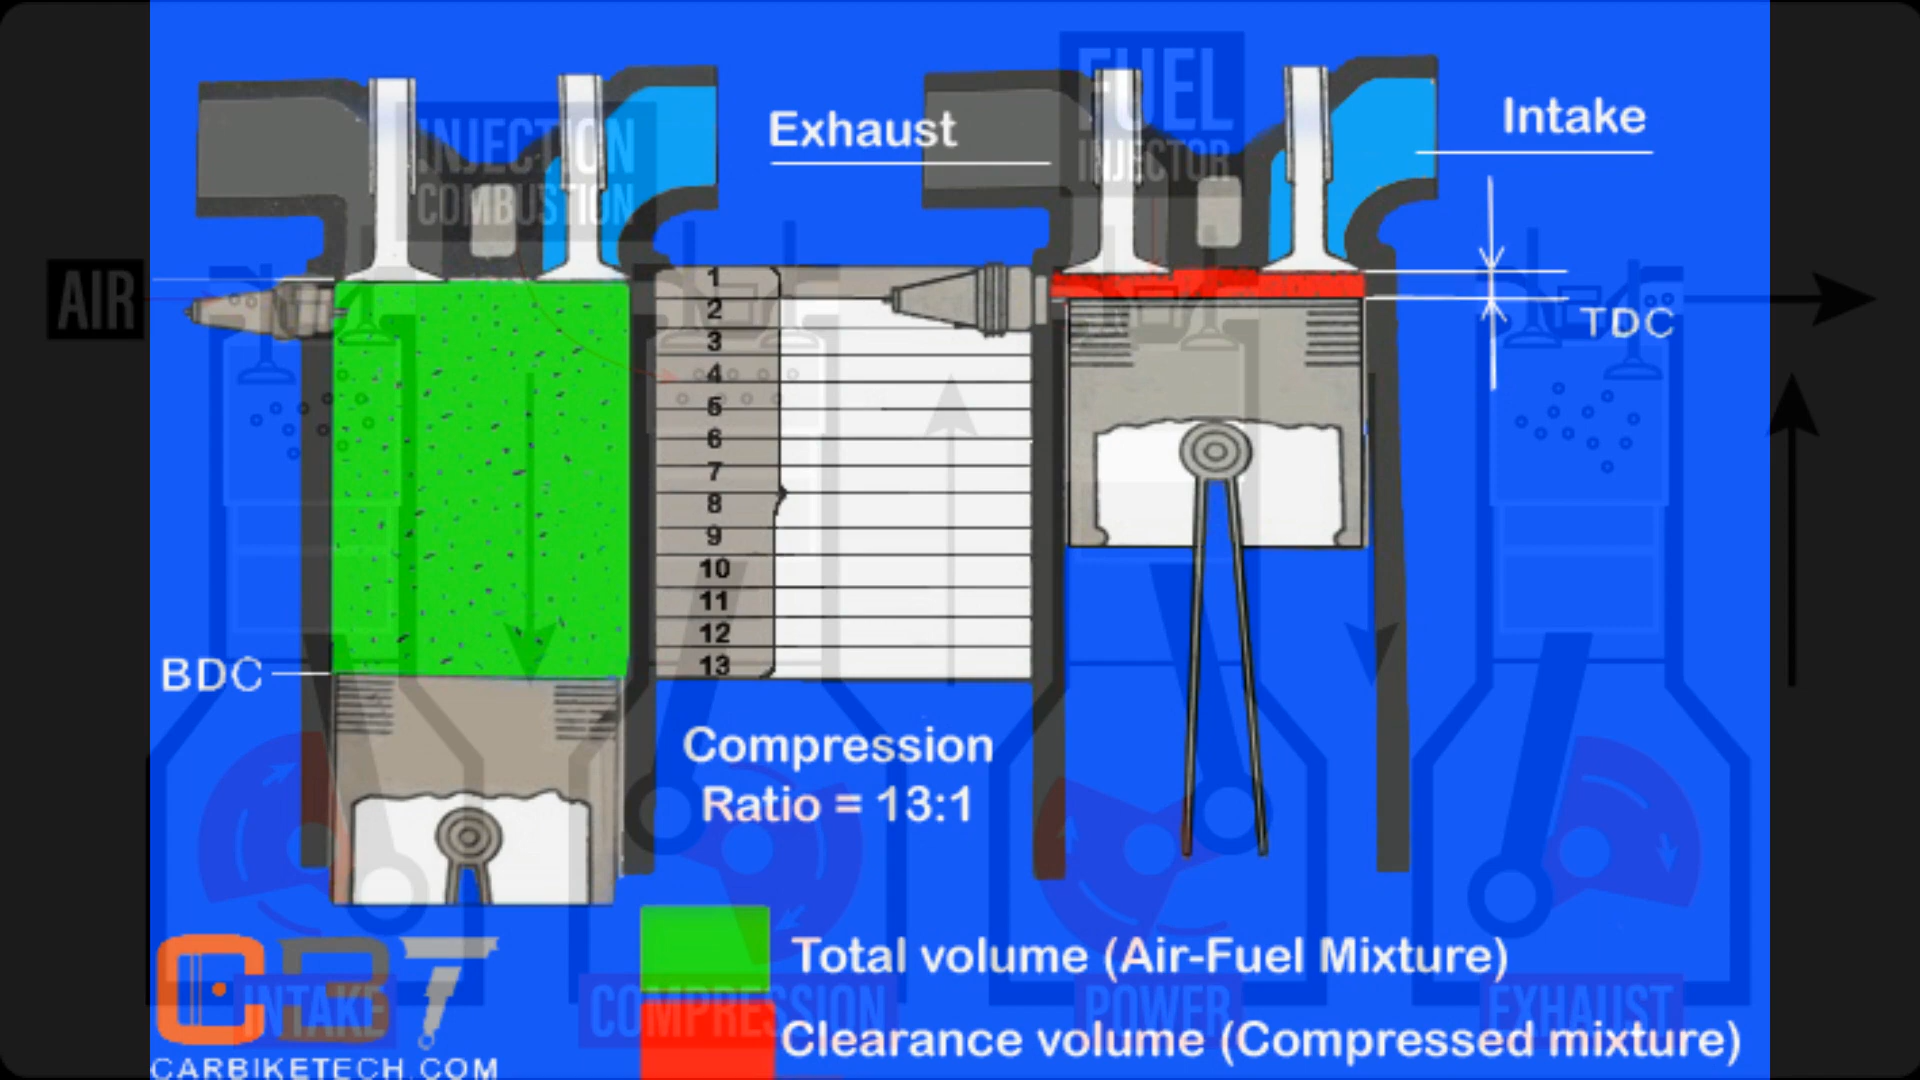 FUEL
INJECTOR
Exhaust
Intake
INJECTION
COMBUSTION
AIR
TDC
1
2
3
4
5
6
7
8
9
10
11
12
13
BDC
Compression
Ratio = 13:1
Total volume (Air-Fuel Mixture)
Clearance volume (Compressed mixture)
CBT
CARBIKETECH.COM
INTAKE
COMPRESSION
POWER
EXHAUST